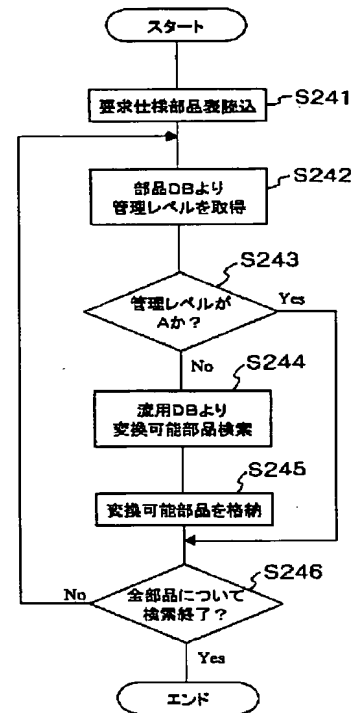 スタート
要求仕様部品表読込
S241
部品DBより
管理レベルを取得
S242
管理レベルが
Aか?
S243
Yes
No
流用DBより
変換可能部品検索
S244
変換可能部品を格納
S245
全部品について
検索終了?
S246
No
Yes
エンド